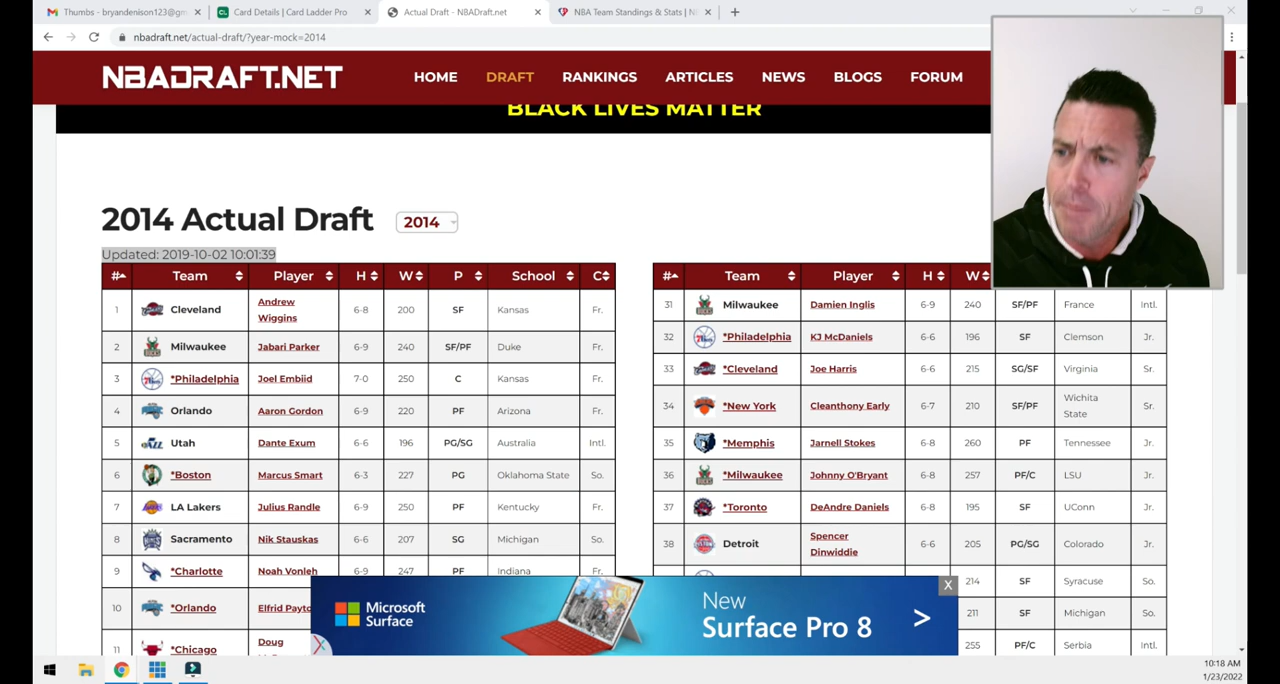 Thumbs - bryandenison123@gm
Card Details | Card Ladder Pro
Actual Draft - NBADraft.net
NBA Team Standings & Stats | N
nbadraft.net/actual-draft/?year-mock=2014
NBADRAFT.NET
HOME DRAFT RANKINGS ARTICLES NEWS BLOGS FORUM
BLACK LIVES MATTER
2014 Actual Draft 2014
Updated: 2019-10-02 10:01:39
# Team Player H W P School C
1 Cleveland Andrew Wiggins 6-8 200 SF Kansas Fr.
2 Milwaukee Jabari Parker 6-9 240 SF/PF Duke Fr.
3 *Philadelphia Joel Embiid 7-0 250 C Kansas Fr.
4 Orlando Aaron Gordon 6-9 220 PF Arizona Fr.
5 Utah Dante Exum 6-6 196 PG/SG Australia Intl.
6 *Boston Marcus Smart 6-3 227 PG Oklahoma State So.
7 LA Lakers Julius Randle 6-9 250 PF Kentucky Fr.
8 Sacramento Nik Stauskas 6-6 207 SG Michigan So.
9 *Charlotte Noah Vonleh 6-9 247 PF Indiana Fr.
10 *Orlando Elfrid Payto
11 *Chicago Doug
# Team Player H W
31 Milwaukee Damien Inglis 6-9 240 SF/PF France Intl.
32 *Philadelphia KJ McDaniels 6-6 196 SF Clemson Jr.
33 *Cleveland Joe Harris 6-6 215 SG/SF Virginia Sr.
34 *New York Cleanthony Early 6-7 210 SF/PF Wichita State Sr.
35 *Memphis Jarnell Stokes 6-8 260 PF Tennessee Jr.
36 *Milwaukee Johnny O'Bryant 6-8 257 PF/C LSU Jr.
37 *Toronto DeAndre Daniels 6-8 195 SF UConn Jr.
38 Detroit Spencer Dinwiddie 6-6 205 PG/SG Colorado Jr.
214 SF Syracuse So.
211 SF Michigan So.
255 PF/C Serbia Intl.
Microsoft Surface
New
Surface Pro 8
>
X
10:18 AM
1/23/2022